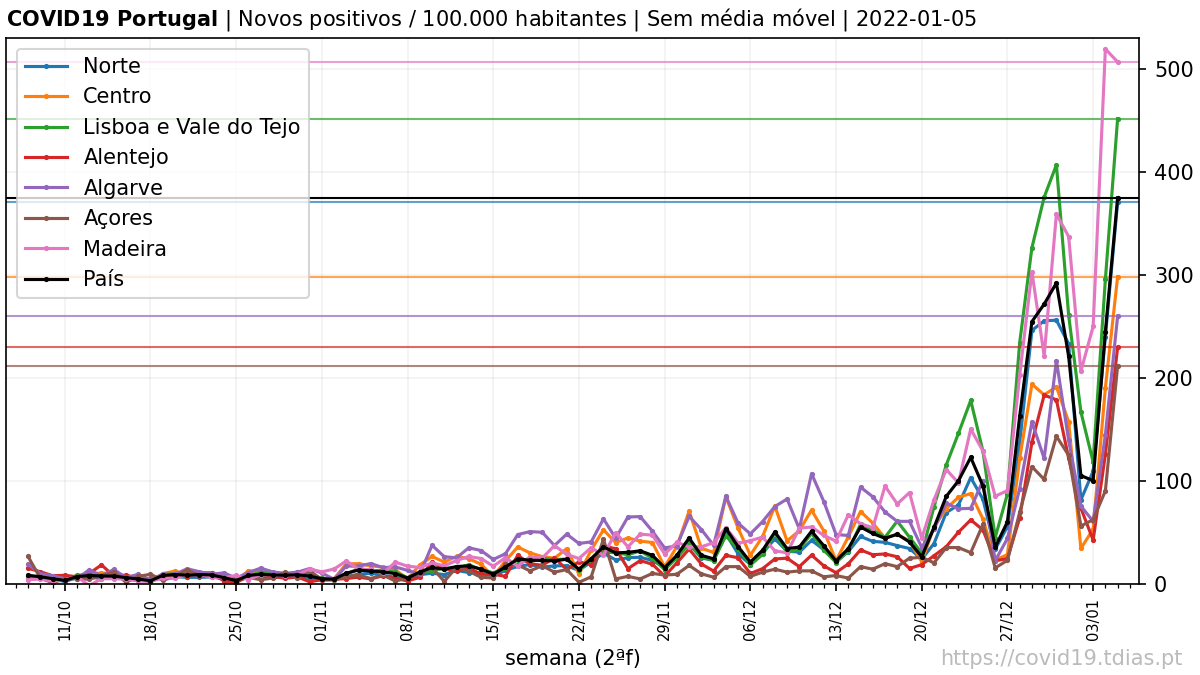 COVID19 Portugal | Novos positivos / 100.000 habitantes | Sem média móvel | 2022-01-05
Norte
Centro
Lisboa e Vale do Tejo
Alentejo
Algarve
Açores
Madeira
País
500
400
300
200
100
0
11/10
18/10
25/10
01/11
08/11
15/11
22/11
29/11
06/12
13/12
20/12
27/12
03/01
semana (2ªf)
https://covid19.tdias.pt